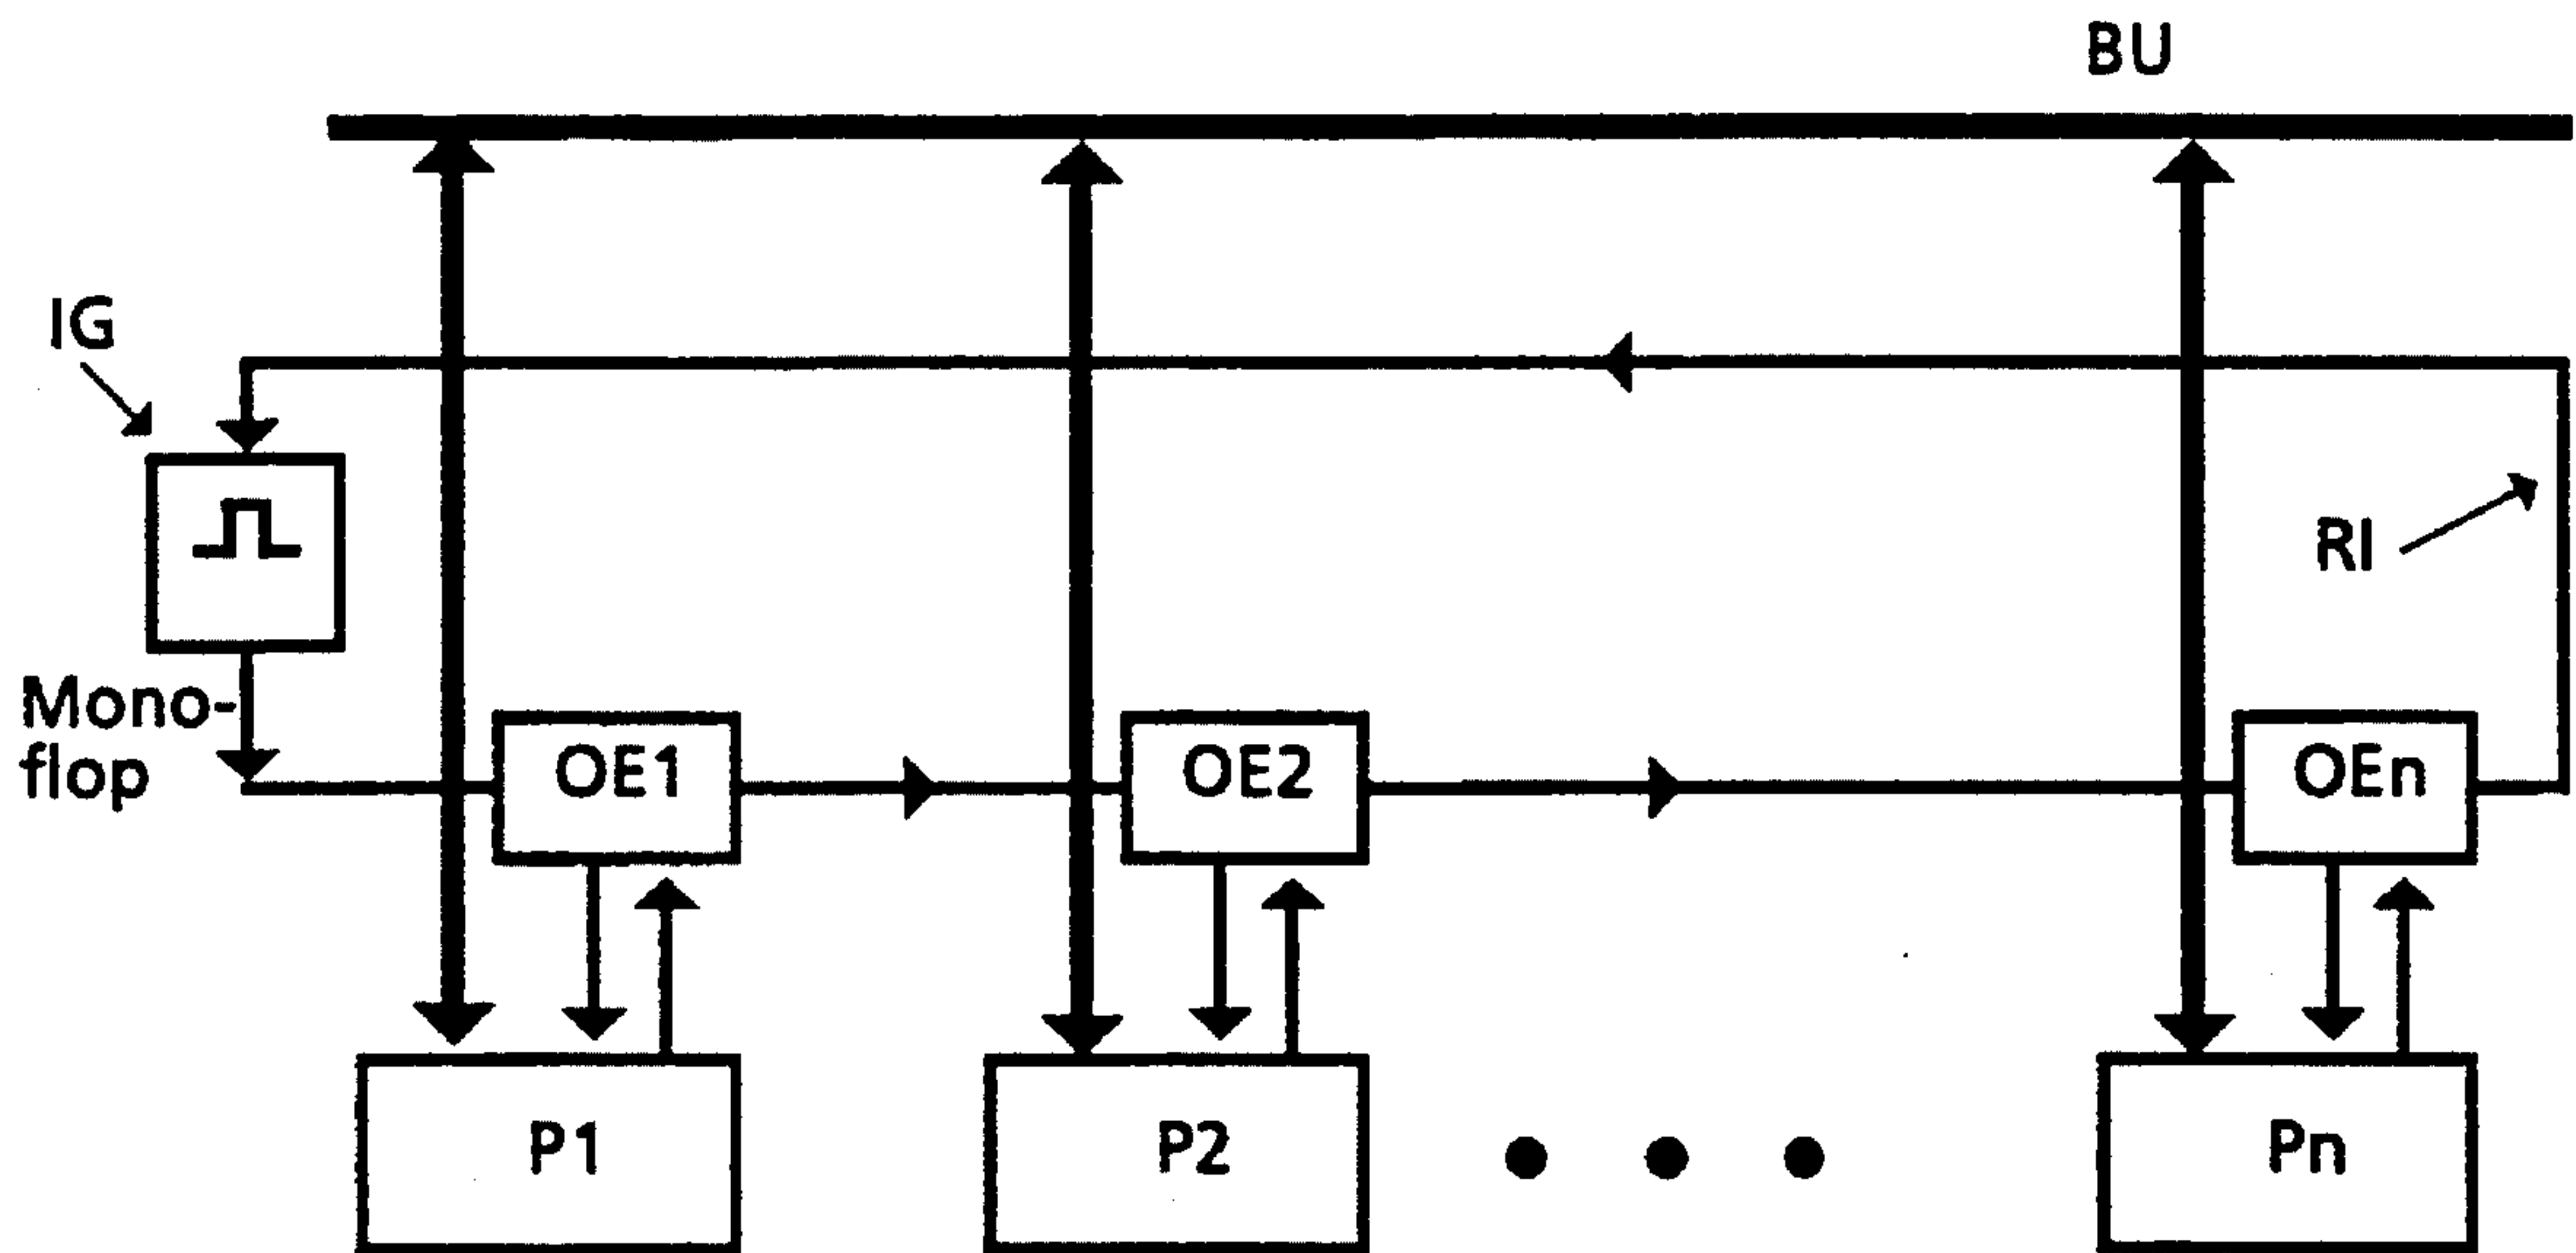 BU
IG
RI
Mono-
flop
OE1
OE2
OEn
P1
P2
Pn